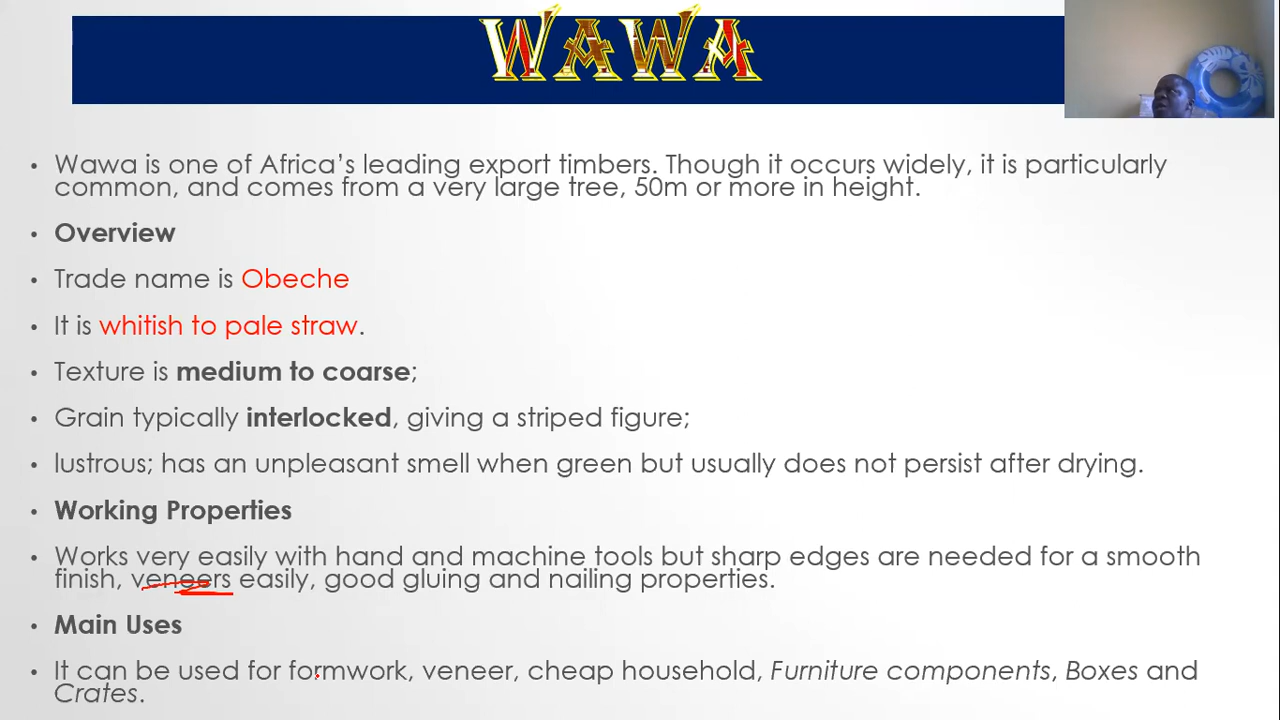 WAWA
• Wawa is one of Africa’s leading export timbers. Though it occurs widely, it is particularly
common, and comes from a very large tree, 50m or more in height.
• Overview
• Trade name is Obeche
• It is whitish to pale straw.
• Texture is medium to coarse;
• Grain typically interlocked, giving a striped figure;
• lustrous; has an unpleasant smell when green but usually does not persist after drying.
• Working Properties
• Works very easily with hand and machine tools but sharp edges are needed for a smooth
finish, veneers easily, good gluing and nailing properties.
• Main Uses
• It can be used for formwork, veneer, cheap household, Furniture components, Boxes and
Crates.